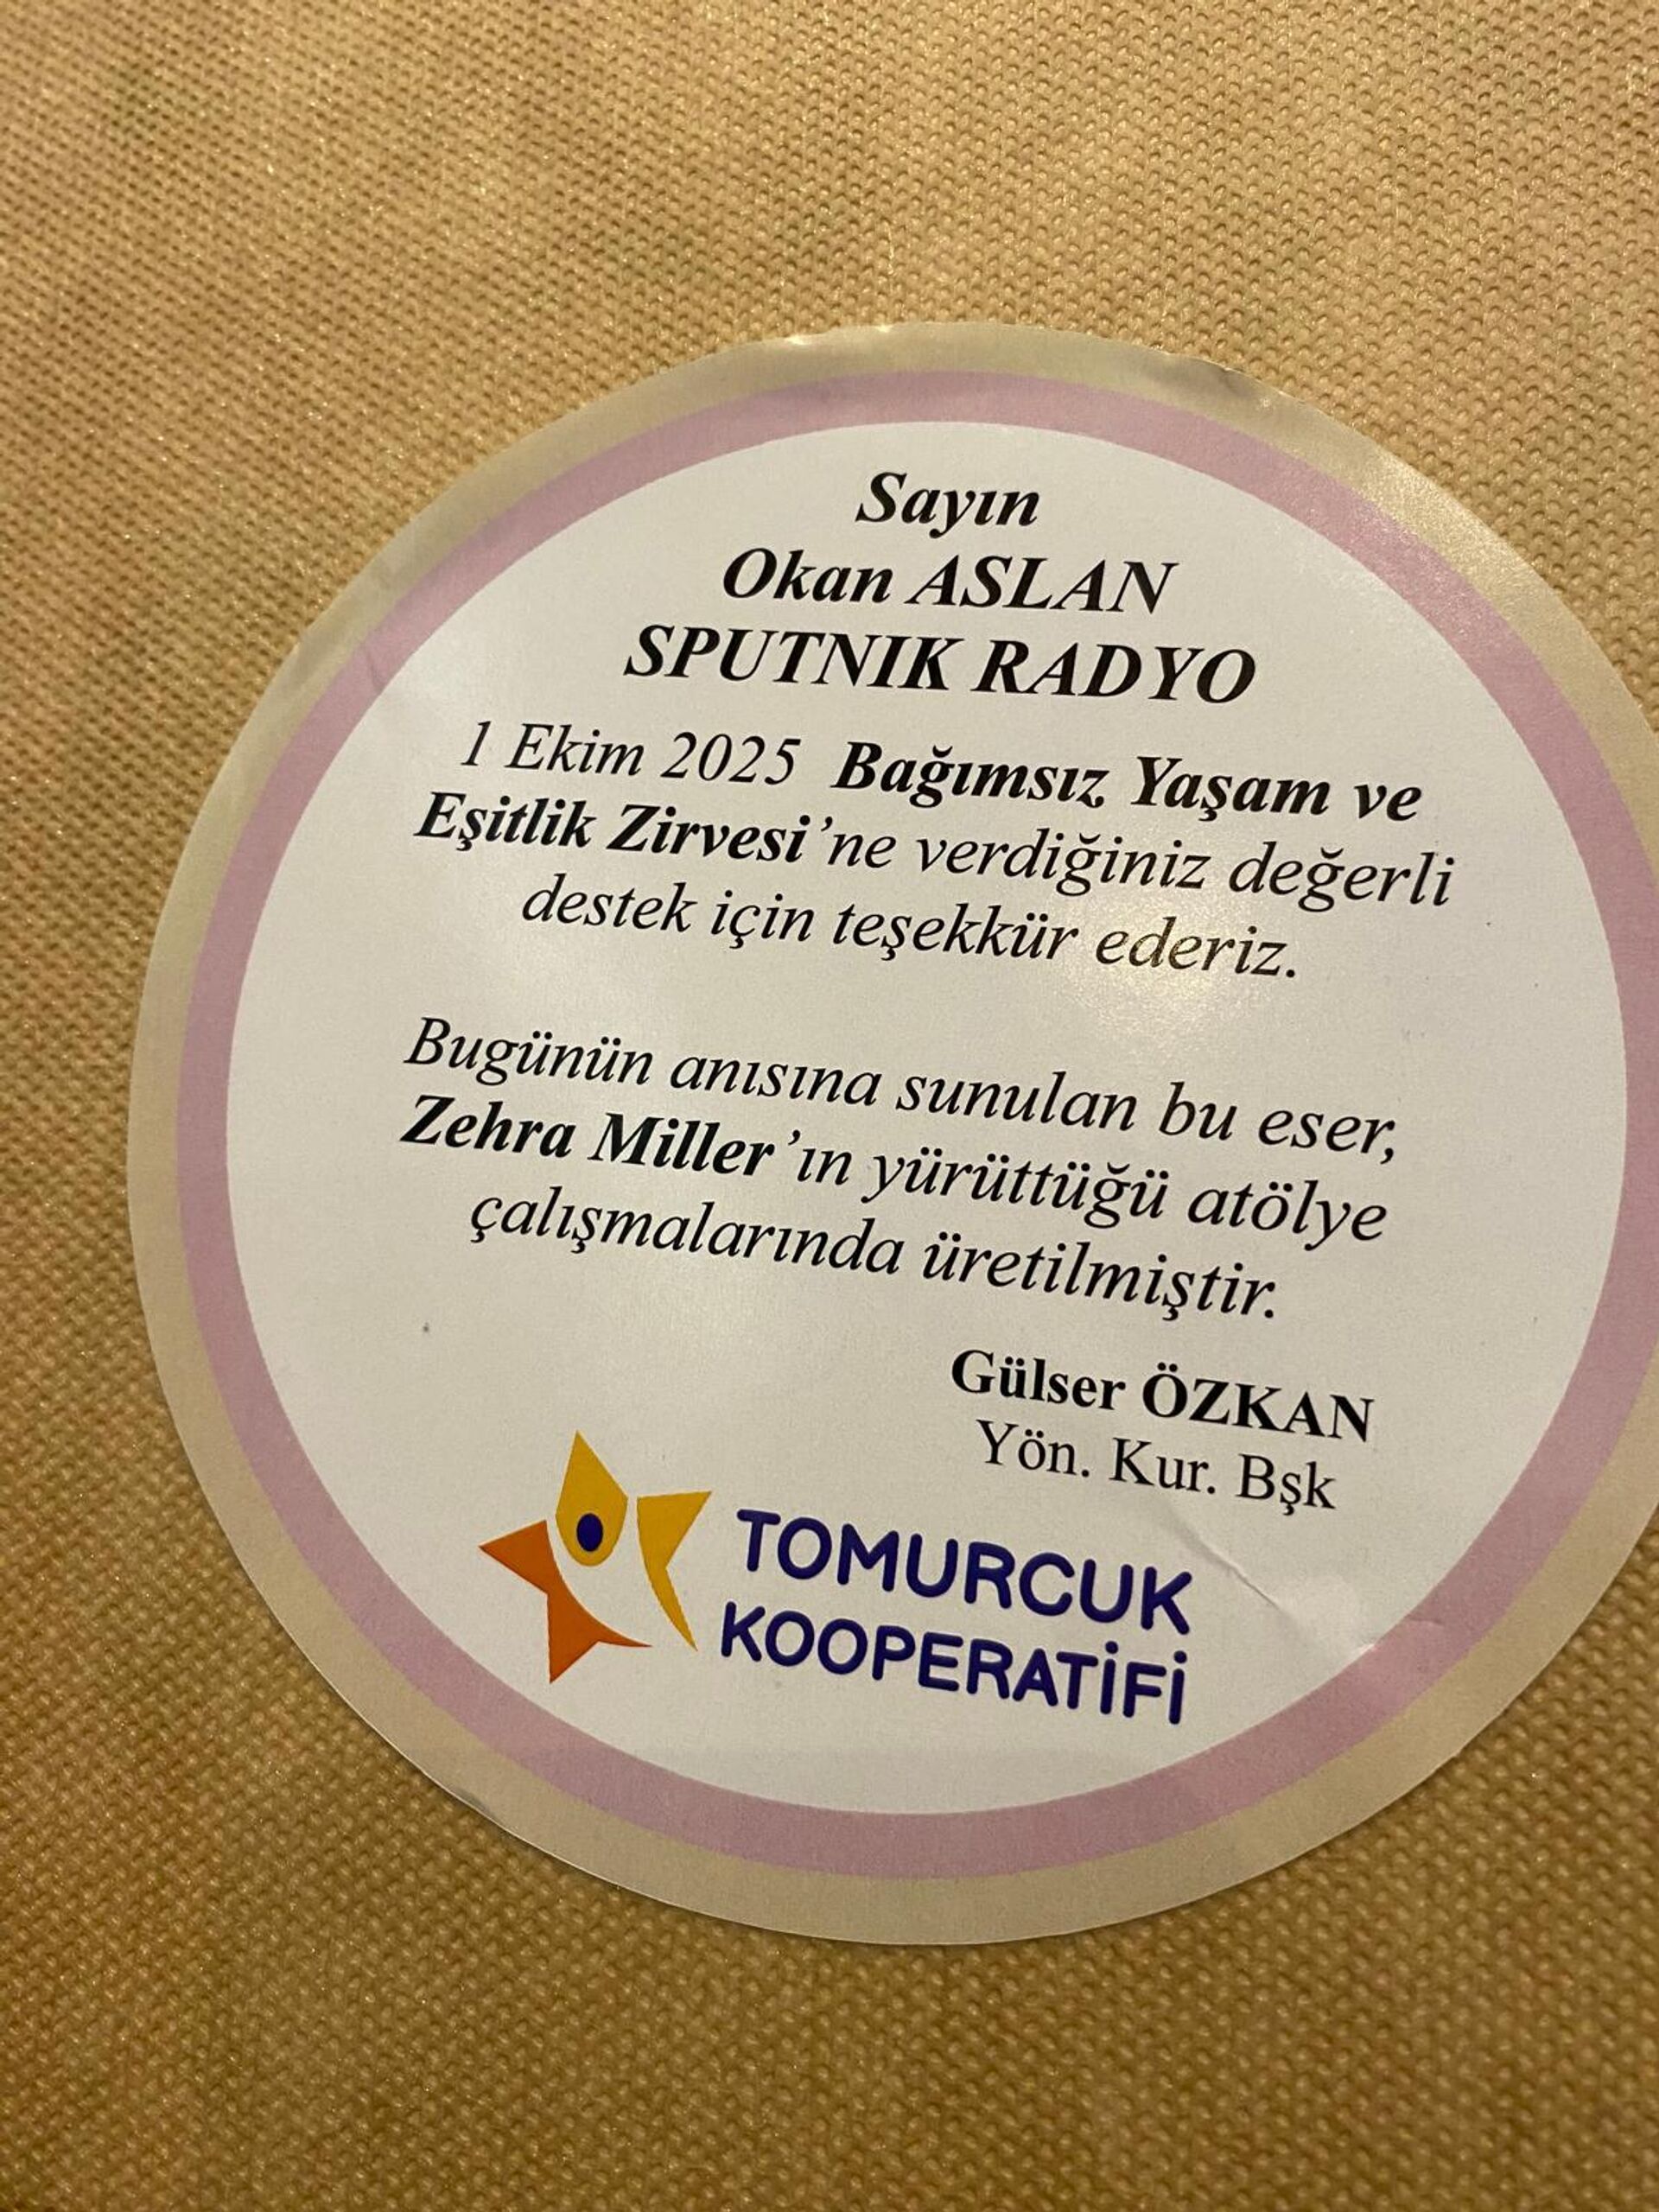 Sayın
Okan ASLAN
SPUTNIK RADYO
1 Ekim 2025 Bağımsız Yaşam ve
Eşitlik Zirvesi’ne verdiğiniz değerli
destek için teşekkür ederiz.
Bugünün anısına sunulan bu eser,
Zehra Miller’ın yürüttüğü atölye
çalışmalarında üretilmiştir.
Gülser ÖZKAN
Yön. Kur. Bşk
TOMURCUK
KOOPERATİFİ